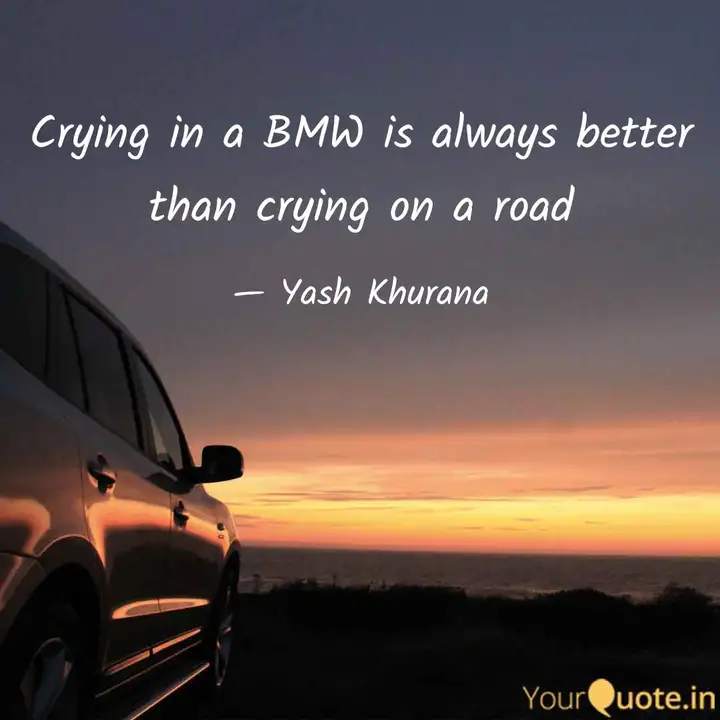 Crying in a BMW is always better
than crying on a road
— Yash Khurana
YourQuote.in